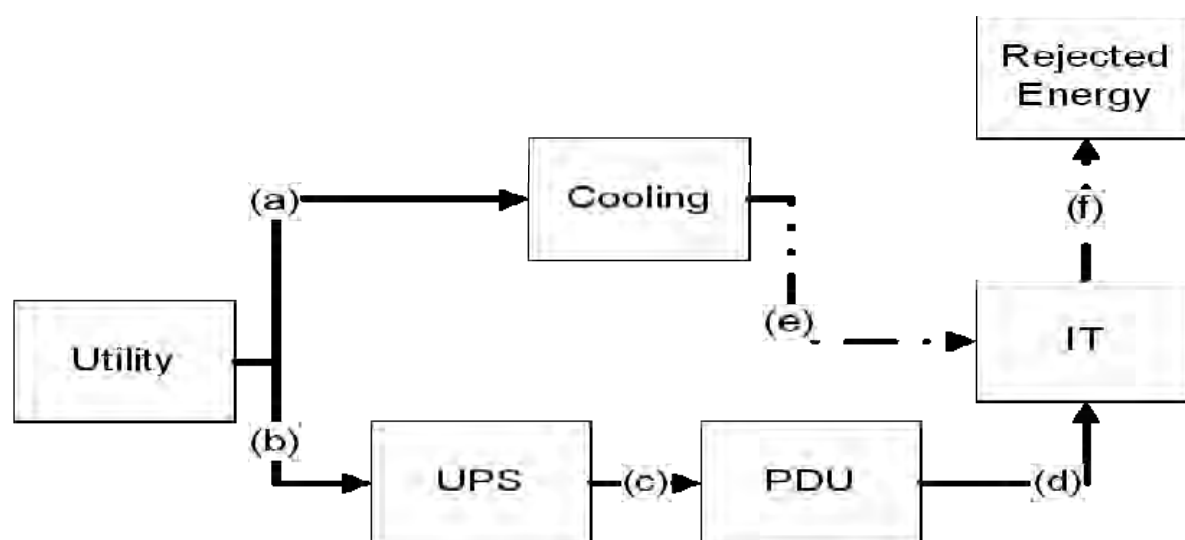 Rejected
Energy
(a)
Cooling
(f)
(e)
IT
Utility
(b)
UPS
(c)
PDU
(d)